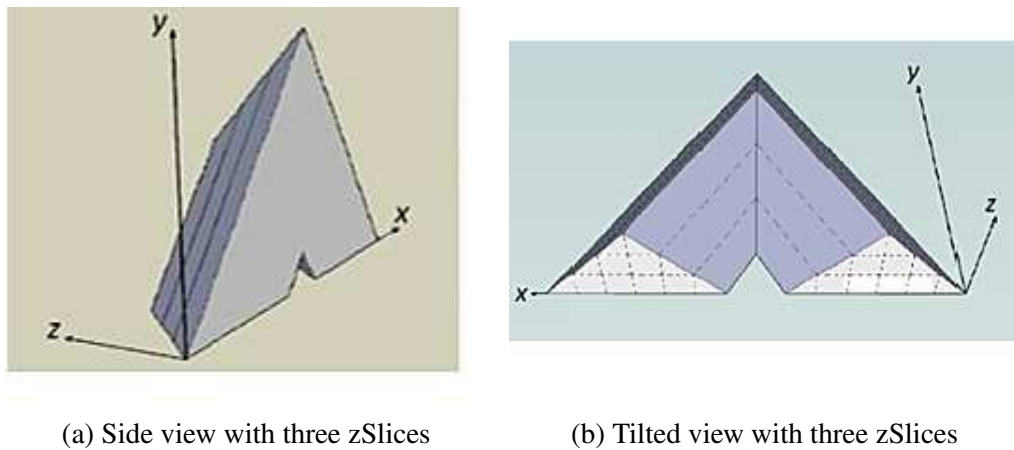 y
x
z
y
z
x
(a) Side view with three zSlices
(b) Tilted view with three zSlices